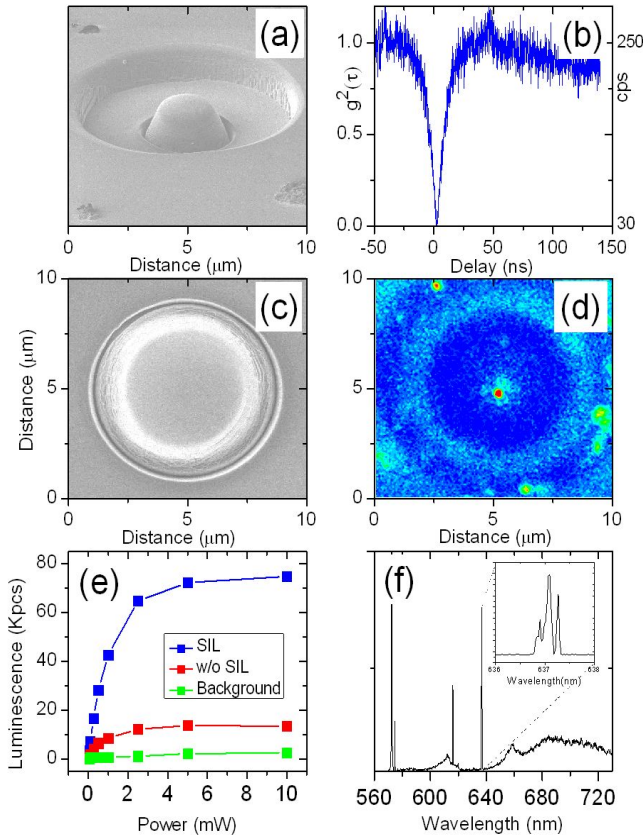 (a)
0
5
10
Distance (μm)
(b)
1.0
0.5
0.0
g²(τ)
250
cps
30
-50
0
50
100
150
Delay (ns)
(c)
10
5
0
Distance (μm)
0
5
10
Distance (μm)
(d)
0
5
10
Distance (μm)
(e)
80
60
40
20
0
Luminescence (Kpcs)
SIL
w/o SIL
Background
0
2
4
6
8
10
Power (mW)
(f)
636
637
638
Wavelength(nm)
560
600
640
680
720
Wavelength (nm)